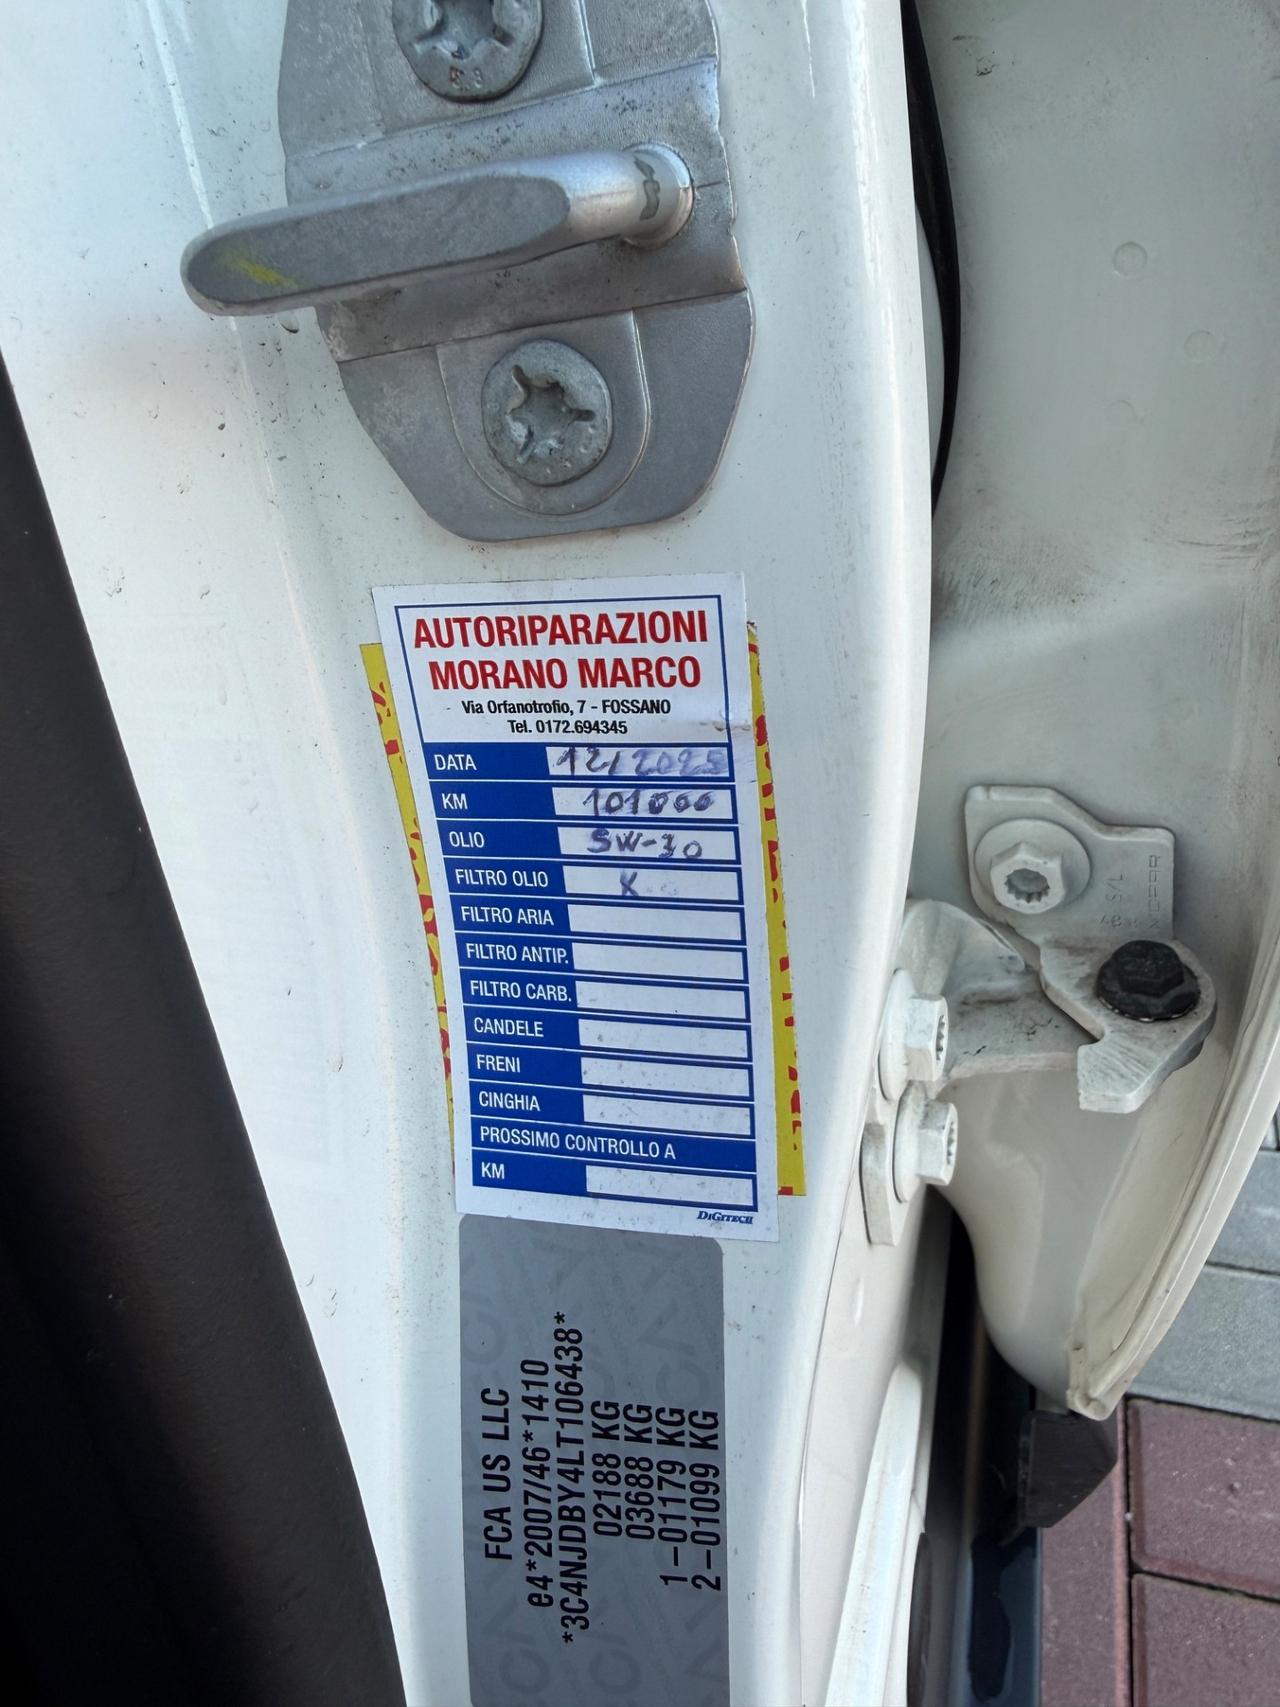 AUTORIPARAZIONI
MORANO MARCO
Via Orfanotrofio, 7 - FOSSANO
Tel. 0172.694345
DATA 12/2025
KM 101000
OLIO 5W-30
FILTRO OLIO X
FILTRO ARIA
FILTRO ANTIP.
FILTRO CARB.
CANDELE
FRENI
CINGHIA
PROSSIMO CONTROLLO A
KM
DIGITECH
FCA US LLC
e4*2007/46*1410
*3C4NJDBY4LT106438*
02188 KG
03688 KG
1-01179 KG
2-01099 KG